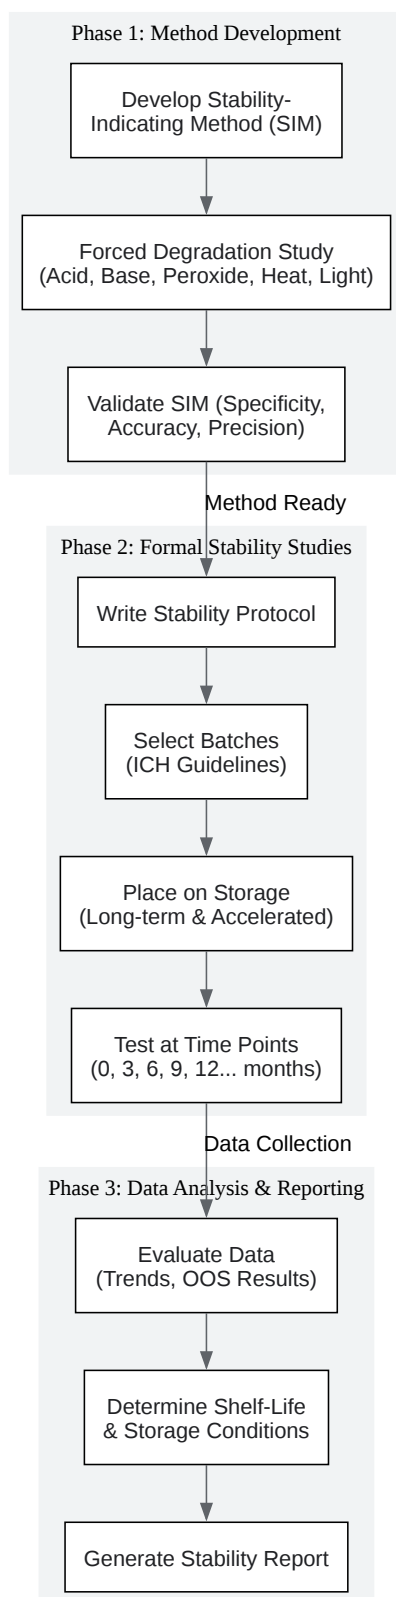 Phase 1: Method Development
Develop Stability-
Indicating Method (SIM)
Forced Degradation Study
(Acid, Base, Peroxide, Heat, Light)
Validate SIM (Specificity,
Accuracy, Precision)
Method Ready
Phase 2: Formal Stability Studies
Write Stability Protocol
Select Batches
(ICH Guidelines)
Place on Storage
(Long-term & Accelerated)
Test at Time Points
(0, 3, 6, 9, 12... months)
Data Collection
Phase 3: Data Analysis & Reporting
Evaluate Data
(Trends, OOS Results)
Determine Shelf-Life
& Storage Conditions
Generate Stability Report